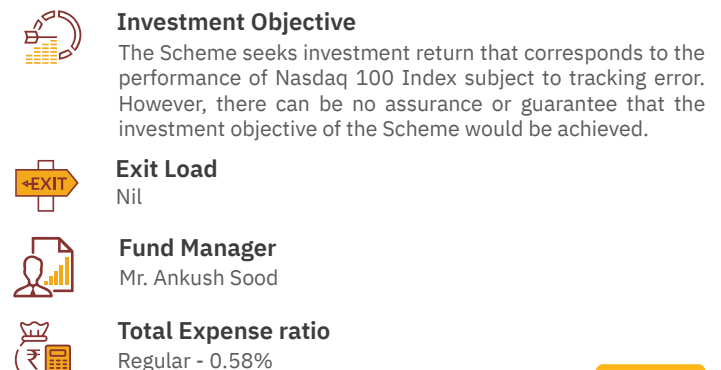 Investment Objective
The Scheme seeks investment return that corresponds to the
performance of Nasdaq 100 Index subject to tracking error.
However, there can be no assurance or guarantee that the
investment objective of the Scheme would be achieved.
EXIT
Exit Load
Nil
Fund Manager
Mr. Ankush Sood
Total Expense ratio
₹
Regular - 0.58%